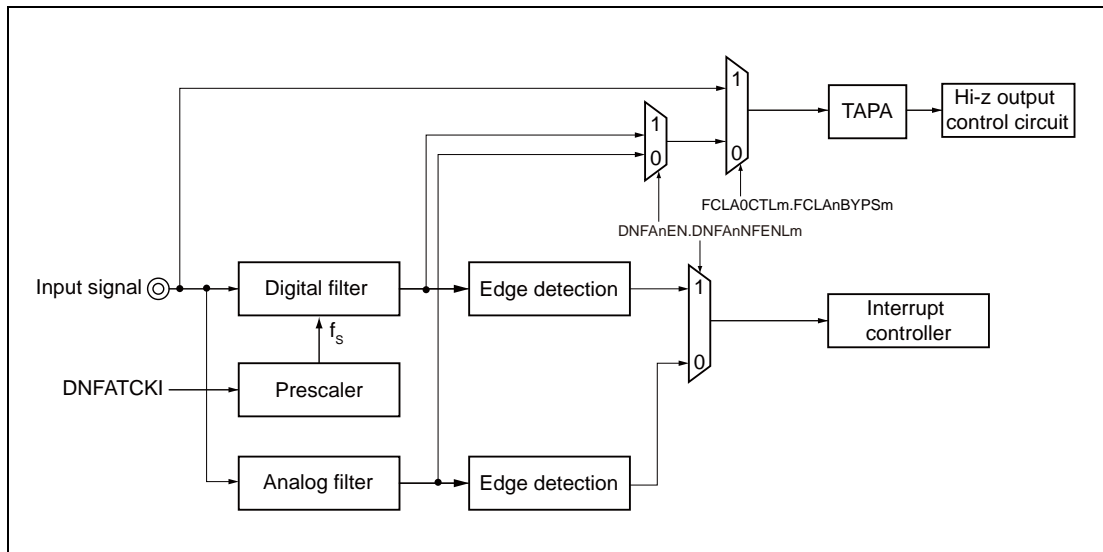 1
0
TAPA
Hi-z output
control circuit
1
0
FCLA0CTLm.FCLAnBYPSm
DNFAnEN.DNFAnNFENLm
Input signal
Digital filter
Edge detection
1
0
Interrupt
controller
fS
DNFATCKI
Prescaler
Analog filter
Edge detection